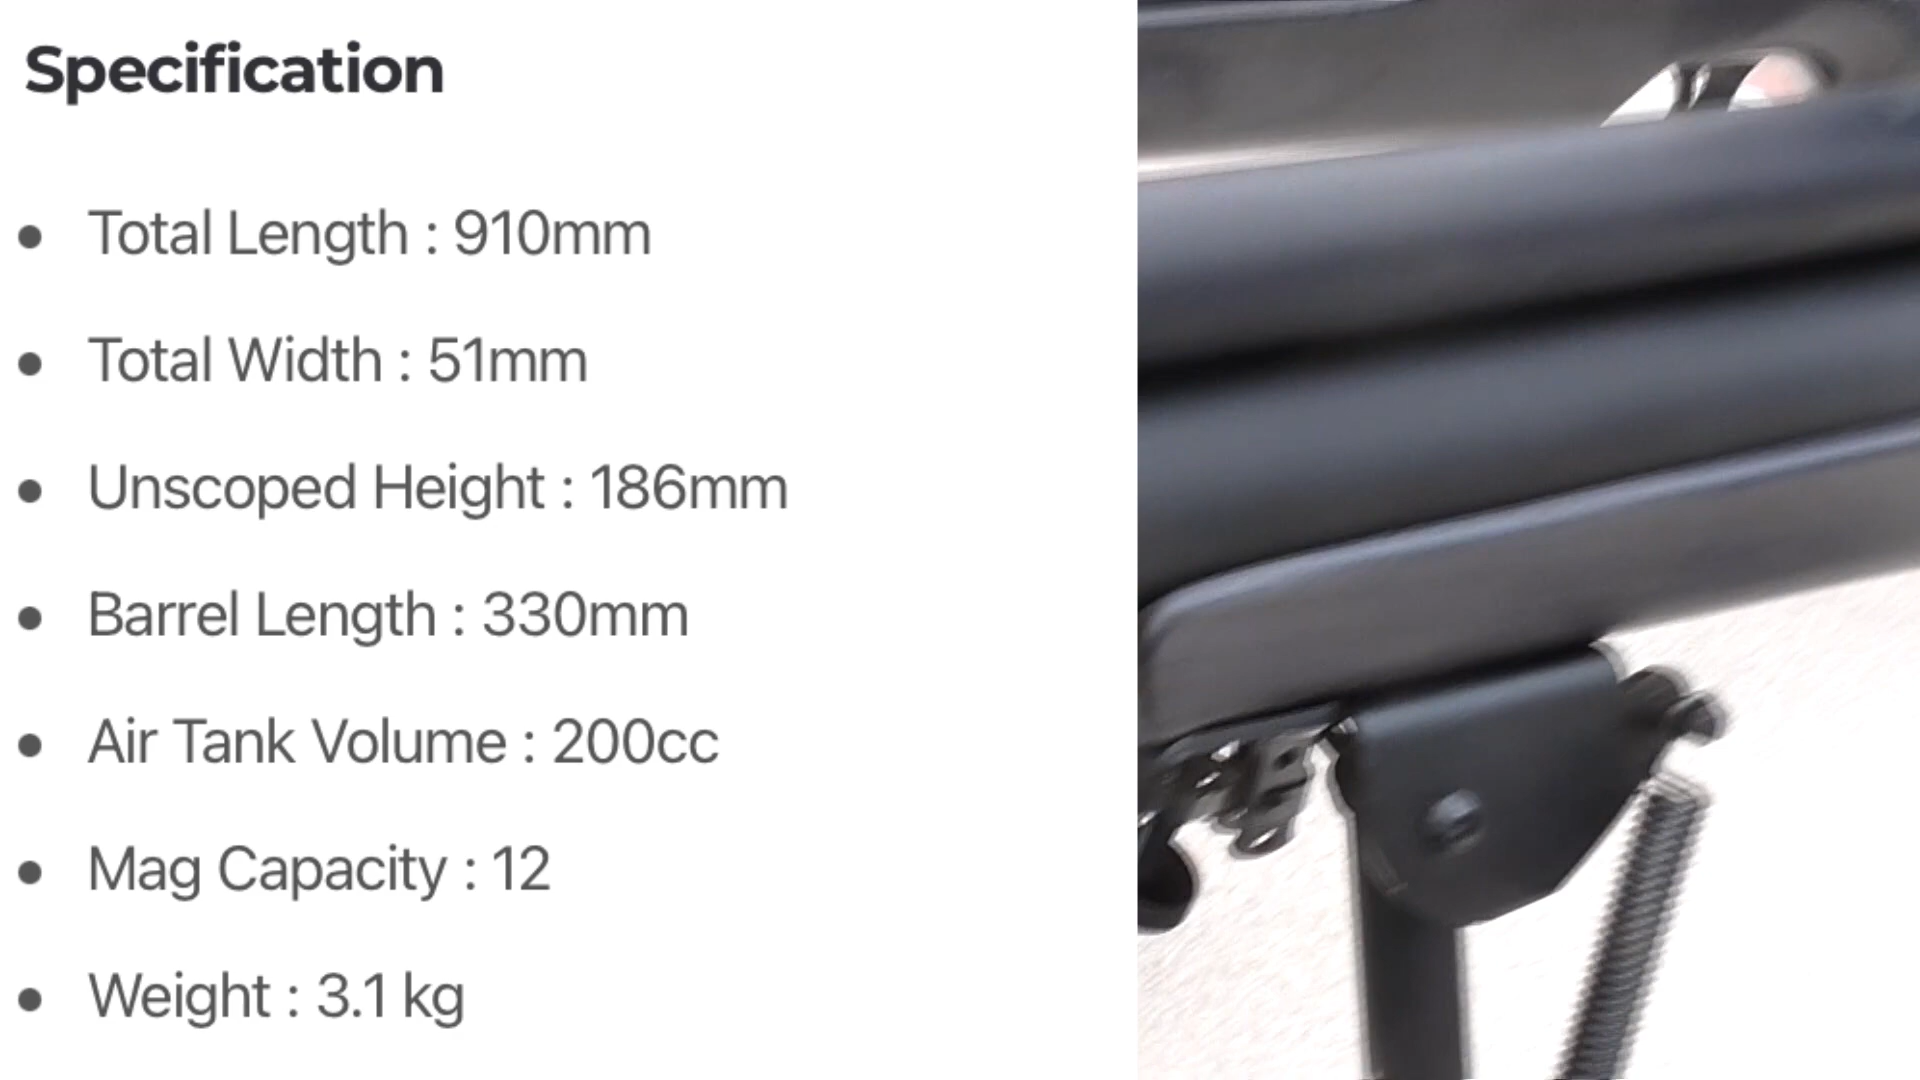 Specification
• Total Length : 910mm
• Total Width : 51mm
• Unscoped Height : 186mm
• Barrel Length : 330mm
• Air Tank Volume : 200cc
• Mag Capacity : 12
• Weight : 3.1 kg